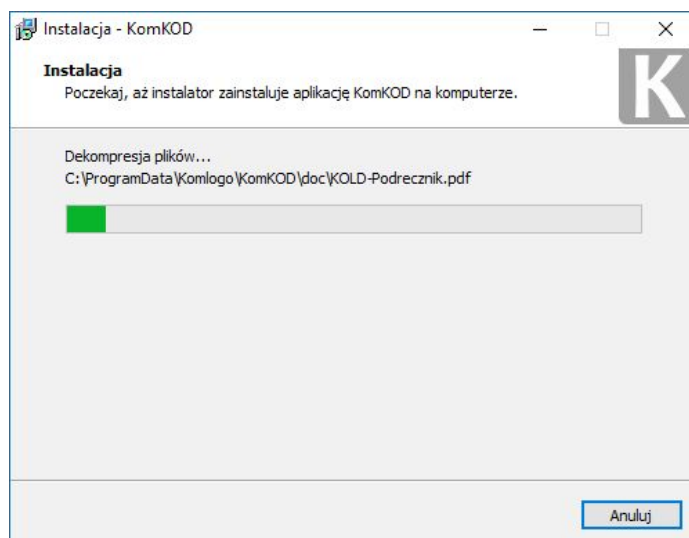 Instalacja - KomKOD
Instalacja
Poczekaj, aż instalator zainstaluje aplikację KomKOD na komputerze.
K
Dekompresja plików...
C:\ProgramData\Komlogo\KomKOD\doc\KOLD-Podrecznik.pdf
Anuluj